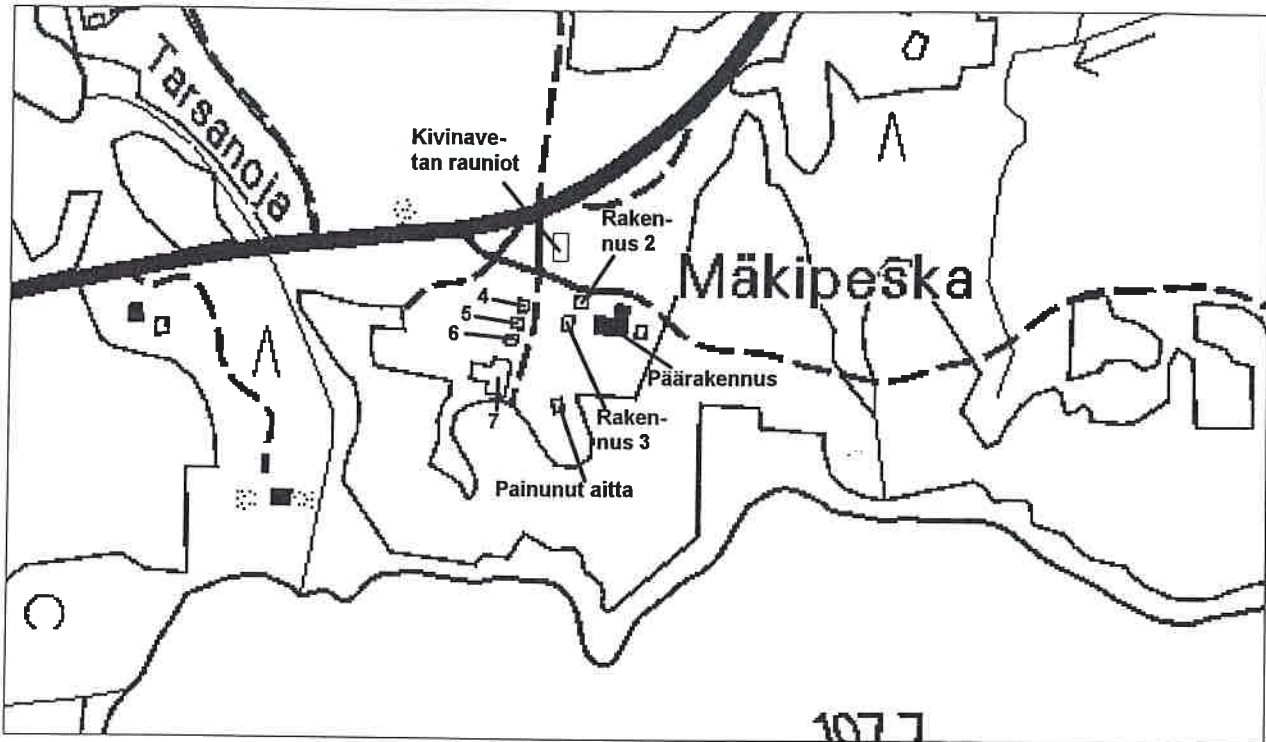 Tarsanoja
Kivinave-
tan rauniot
Raken-
nus 2
Mäkipeska
4
5
6
Päärakennus
7
Raken-
nus 3
Painunut aitta